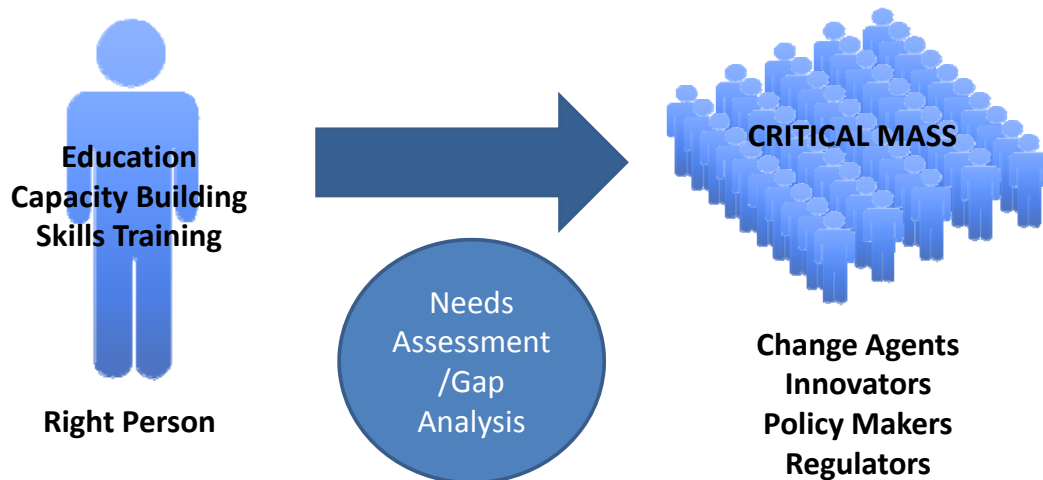 Education
Capacity Building
Skills Training
Right Person
Needs
Assessment
/Gap
Analysis
CRITICAL MASS
Change Agents
Innovators
Policy Makers
Regulators